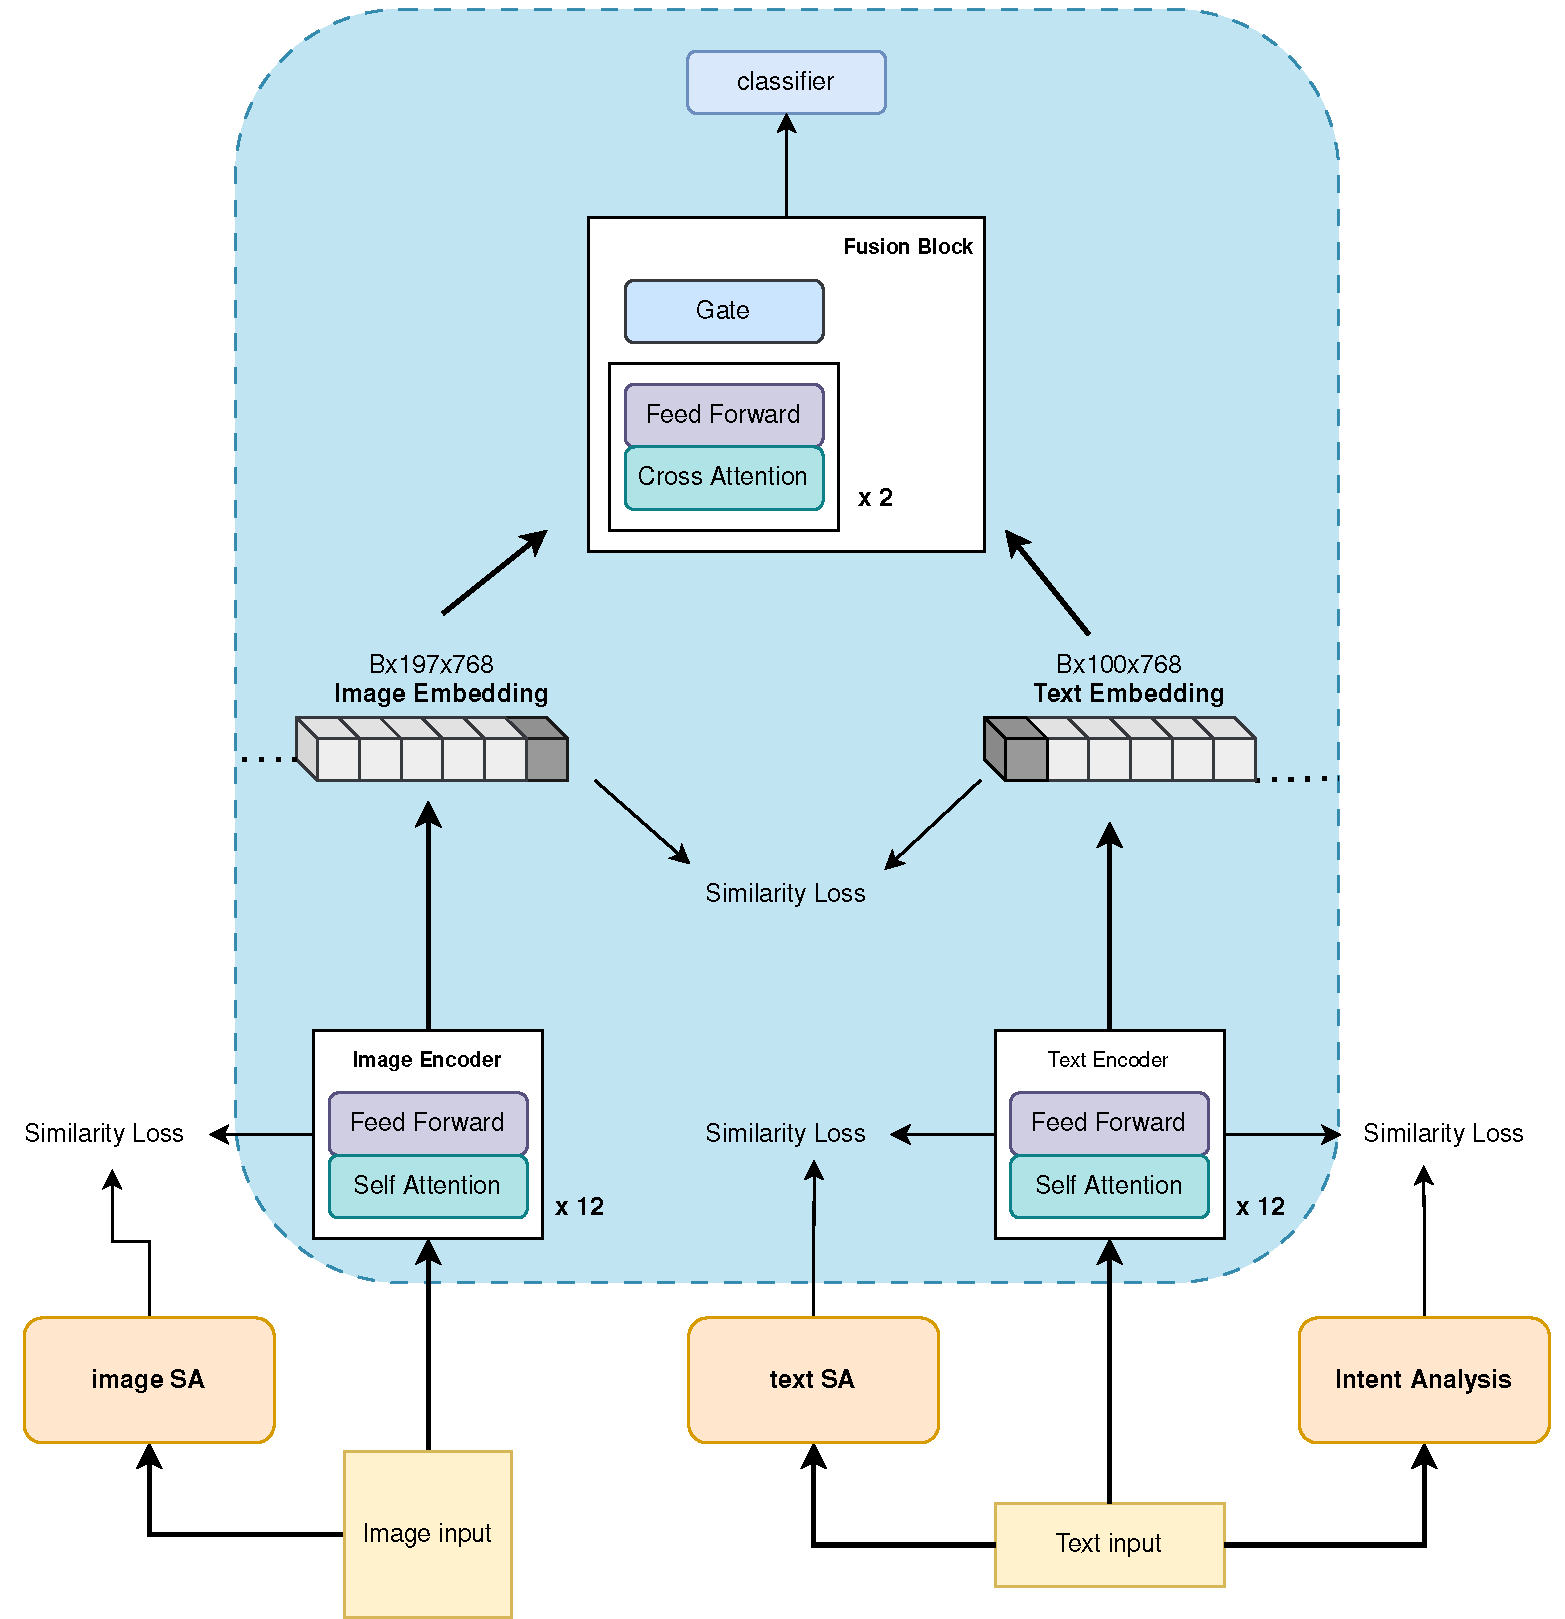 classifier
Fusion Block
Gate
Feed Forward
Cross Attention
x 2
Bx197x768
Image Embedding
Bx100x768
Text Embedding
Similarity Loss
Image Encoder
Feed Forward
Self Attention
x 12
Text Encoder
Feed Forward
Self Attention
x 12
Similarity Loss
Similarity Loss
Similarity Loss
image SA
text SA
Intent Analysis
Image input
Text input